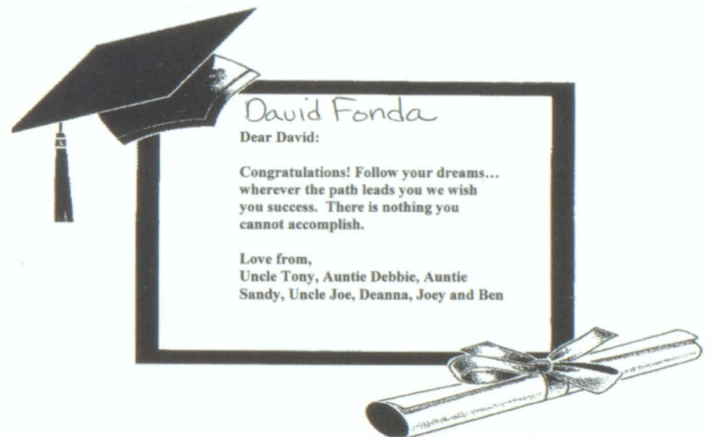 David Fonda
Dear David:
Congratulations! Follow your dreams...
wherever the path leads you we wish
you success. There is nothing you
cannot accomplish.
Love from,
Uncle Tony, Auntie Debbie, Auntie
Sandy, Uncle Joe, Deanna, Joey and Ben